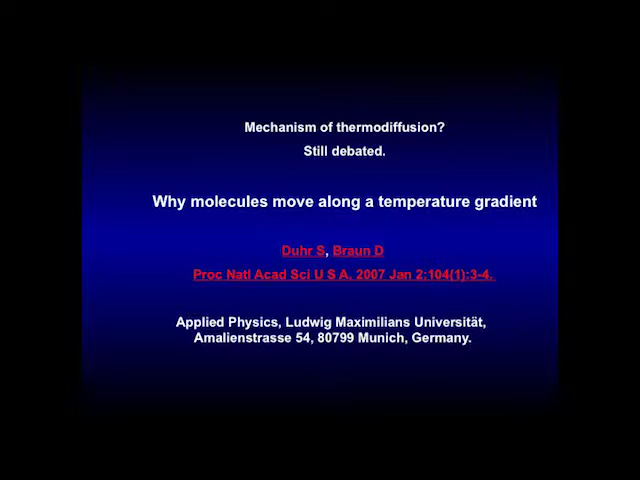 Mechanism of thermodiffusion?
Still debated.
Why molecules move along a temperature gradient
Duhr S, Braun D
Proc Natl Acad Sci U S A. 2007 Jan 2;104(1):3-4.
Applied Physics, Ludwig Maximilians Universität,
Amalienstrasse 54, 80799 Munich, Germany.